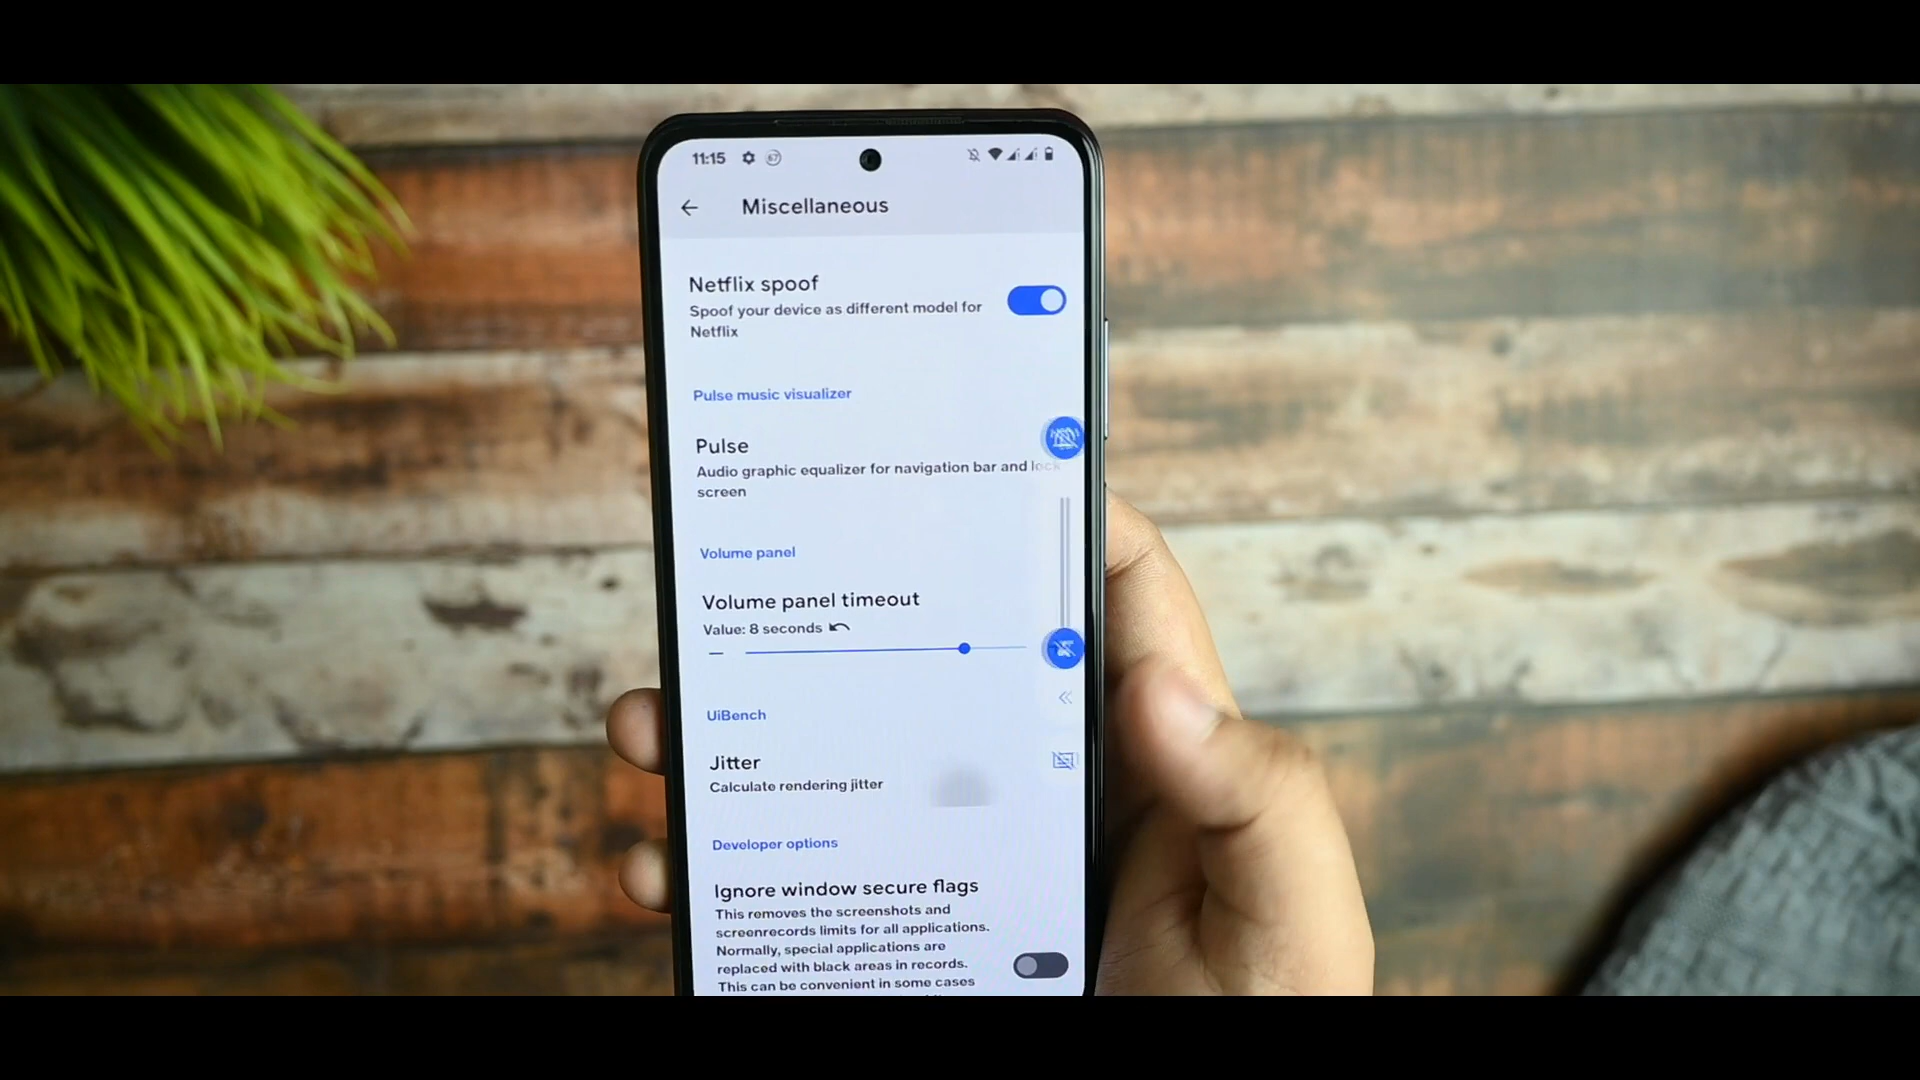 11:15 67
Miscellaneous
Netflix spoof
Spoof your device as different model for
Netflix
Pulse music visualizer
Pulse
Audio graphic equalizer for navigation bar and lock
screen
Volume panel
Volume panel timeout
Value: 8 seconds
UiBench
Jitter
Calculate rendering jitter
Developer options
Ignore window secure flags
This removes the screenshots and
screenrecords limits for all applications.
Normally, special applications are
replaced with black areas in records.
This can be convenient in some cases